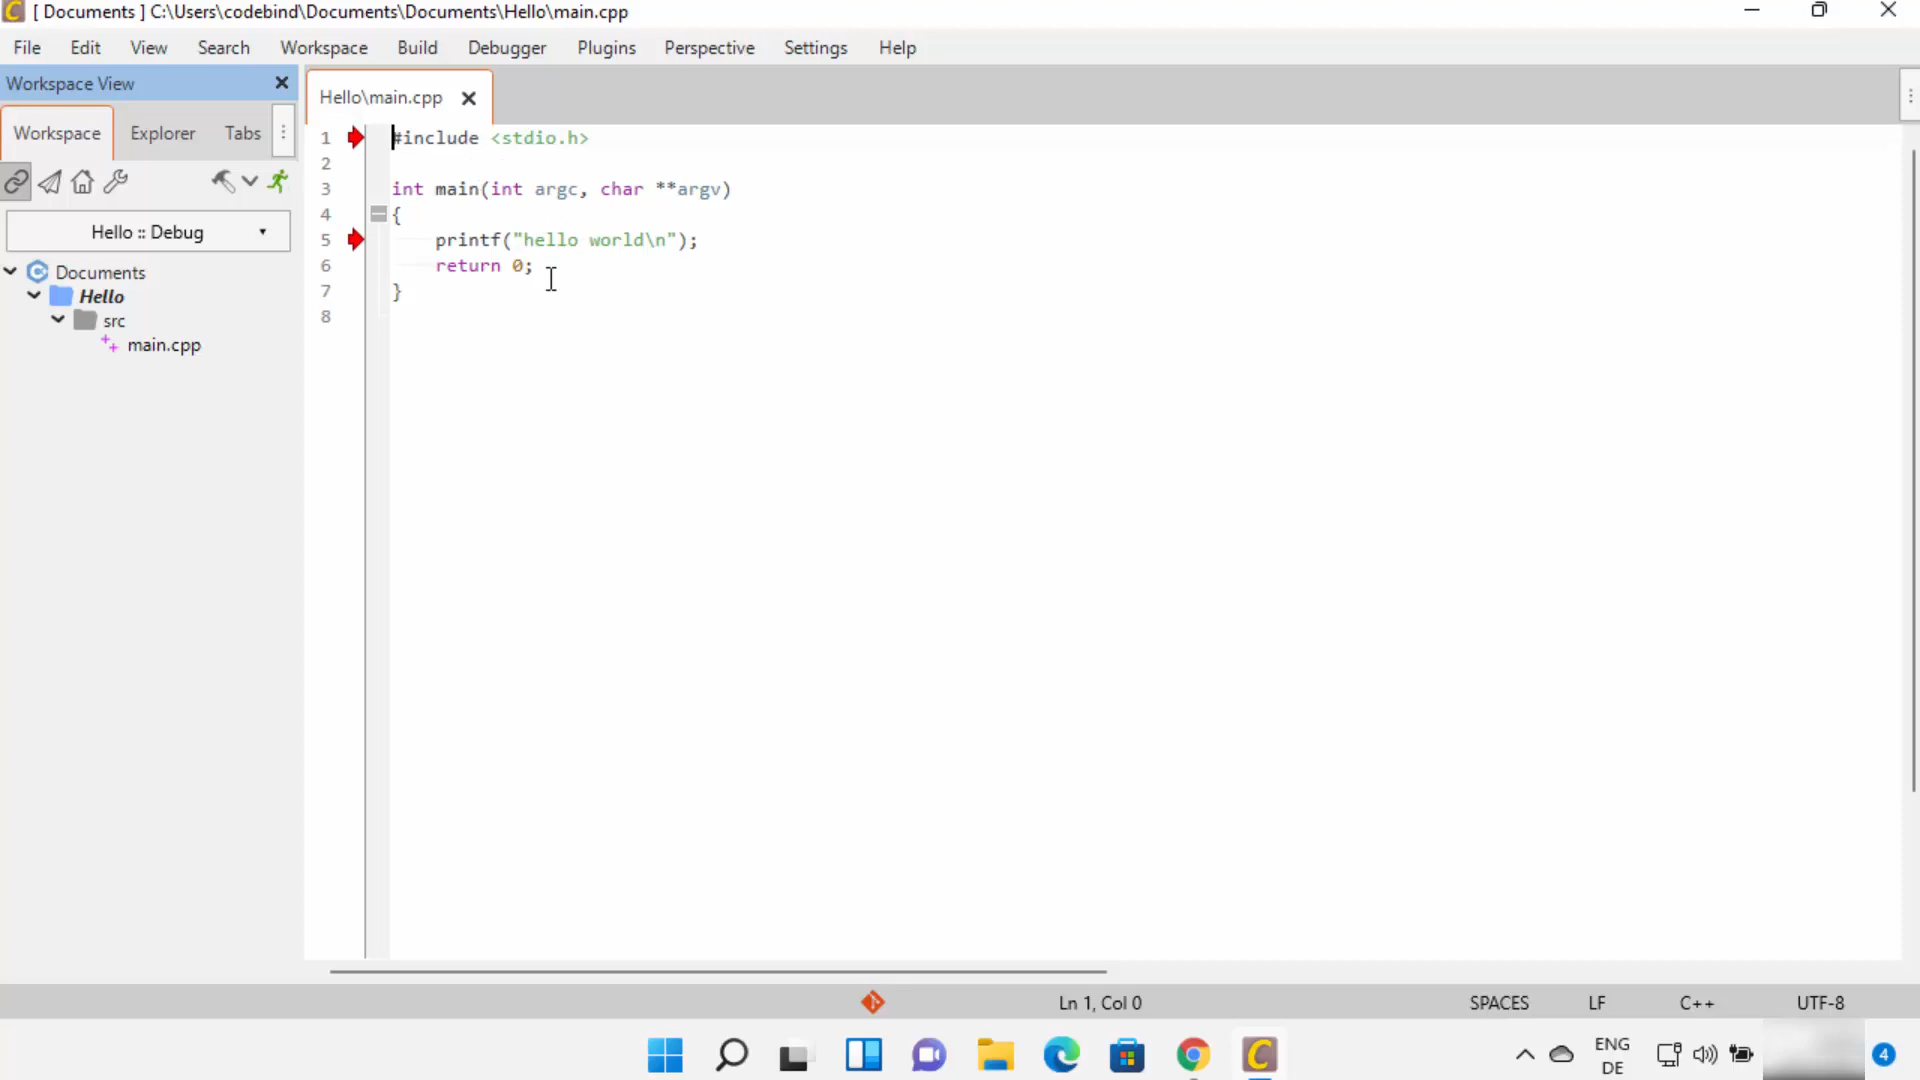 [ Documents ] C:\Users\codebind\Documents\Documents\Hello\main.cpp
File Edit View Search Workspace Build Debugger Plugins Perspective Settings Help
Workspace View
Workspace Explorer Tabs
Hello :: Debug
Documents
Hello
src
main.cpp
Hello\main.cpp
1 #include <stdio.h>
2
3 int main(int argc, char **argv)
4 {
5 printf("hello world\n");
6 return 0;
7 }
8
Ln 1, Col 0 SPACES LF C++ UTF-8
ENG
DE
4